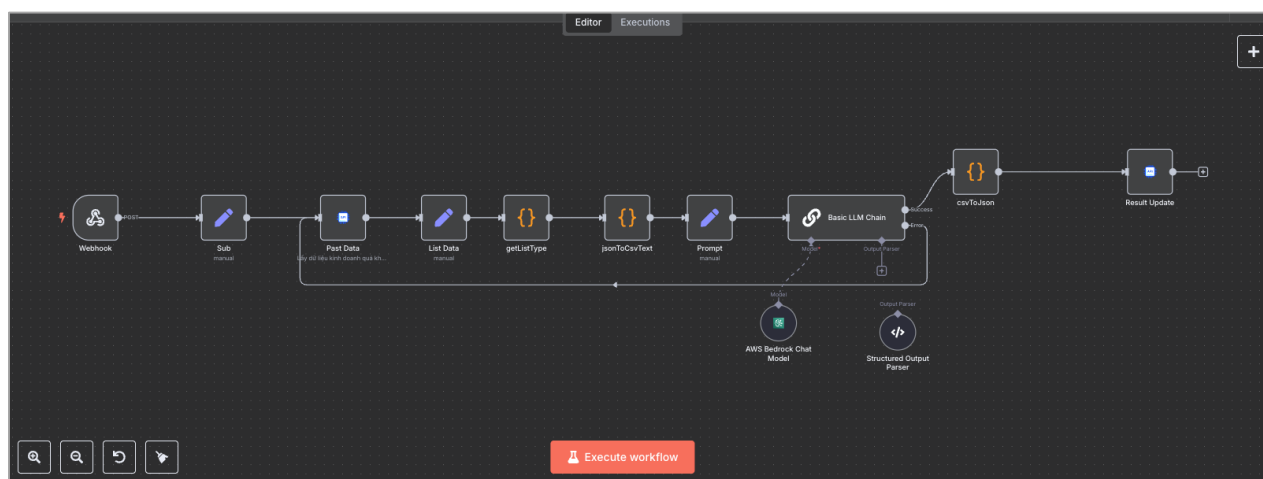 Editor
Executions
POST
Webhook
Sub
manual
Past Data
Lấy dữ liệu kinh doanh quá kh...
List Data
manual
getListType
jsonToCsvText
Prompt
manual
Basic LLM Chain
Success
Error
Model*
Output Parser
csvToJson
Result Update
Model
AWS Bedrock Chat
Model
Output Parser
Structured Output
Parser
Execute workflow